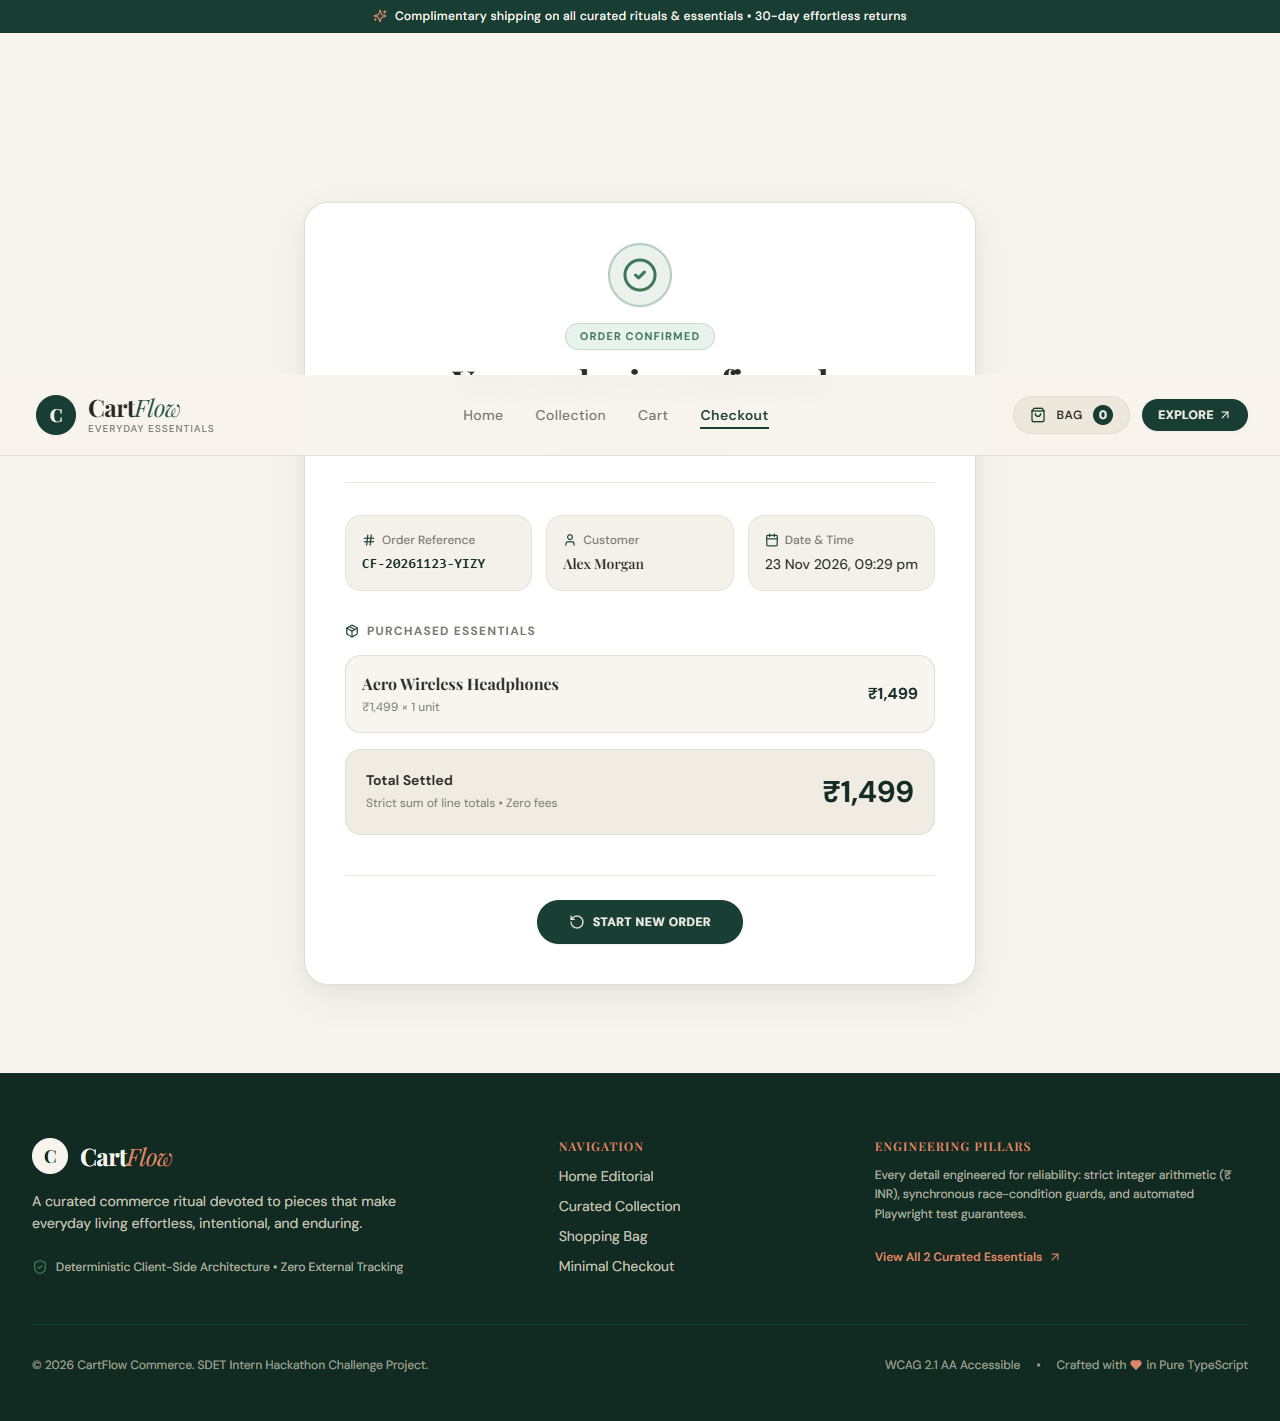 Complimentary shipping on all curated rituals & essentials • 30-day effortless returns
ORDER CONFIRMED
C
CartFlow
EVERYDAY ESSENTIALS
Home
Collection
Cart
Checkout
BAG
0
EXPLORE
Order Reference
CF-20261123-YIZY
Customer
Alex Morgan
Date & Time
23 Nov 2026, 09:29 pm
PURCHASED ESSENTIALS
Aero Wireless Headphones
₹1,499 × 1 unit
₹1,499
Total Settled
Strict sum of line totals • Zero fees
₹1,499
START NEW ORDER
C
CartFlow
A curated commerce ritual devoted to pieces that make
everyday living effortless, intentional, and enduring.
Deterministic Client-Side Architecture • Zero External Tracking
NAVIGATION
Home Editorial
Curated Collection
Shopping Bag
Minimal Checkout
ENGINEERING PILLARS
Every detail engineered for reliability: strict integer arithmetic (₹
INR), synchronous race-condition guards, and automated
Playwright test guarantees.
View All 2 Curated Essentials
© 2026 CartFlow Commerce. SDET Intern Hackathon Challenge Project.
WCAG 2.1 AA Accessible
•
Crafted with
in Pure TypeScript